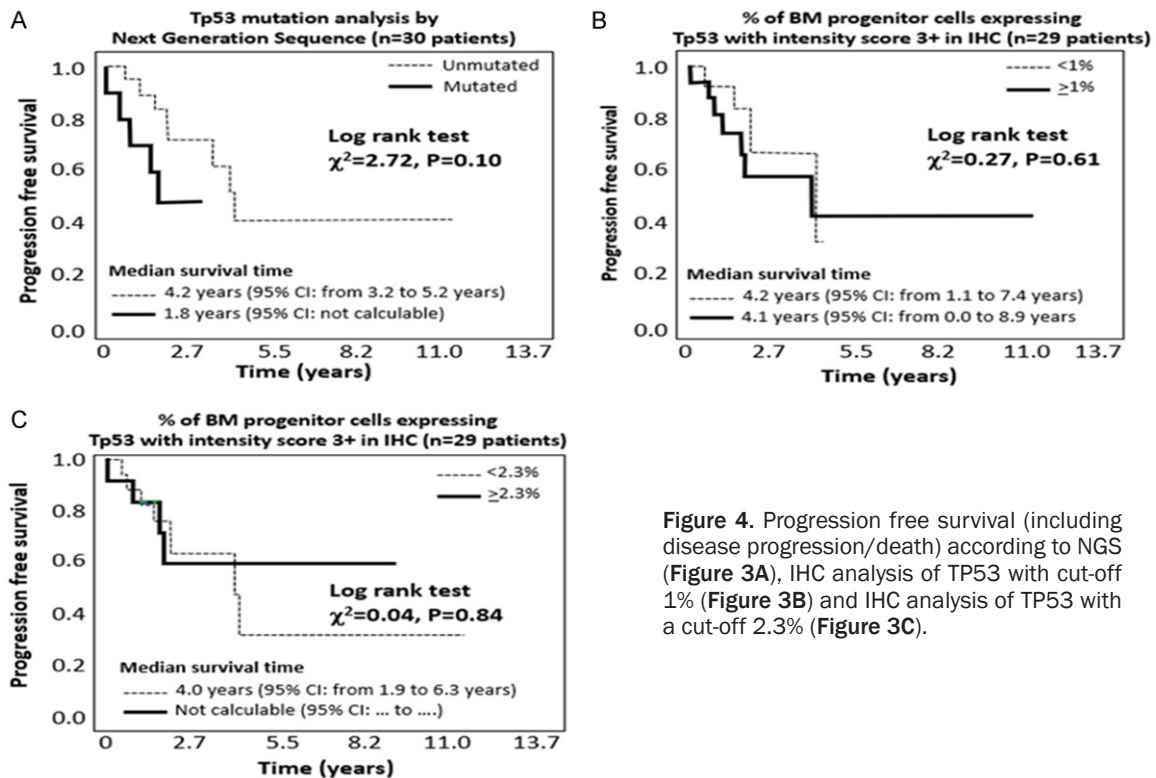 A
Tp53 mutation analysis by
Next Generation Sequence (n=30 patients)
Progression free survival
1.0
0.8
0.6
0.4
0.2
0.0
Unmutated
Mutated
Log rank test
χ²=2.72, P=0.10
Median survival time
4.2 years (95% CI: from 3.2 to 5.2 years)
1.8 years (95% CI: not calculable)
0 2.7 5.5 8.2 11.0 13.7
Time (years)
B
% of BM progenitor cells expressing
Tp53 with intensity score 3+ in IHC (n=29 patients)
Progression free survival
1.0
0.8
0.6
0.4
0.2
0.0
<1%
≥1%
Log rank test
χ²=0.27, P=0.61
Median survival time
4.2 years (95% CI: from 1.1 to 7.4 years)
4.1 years (95% CI: from 0.0 to 8.9 years
0 2.7 5.5 8.2 11.0 13.7
Time (years)
C
% of BM progenitor cells expressing
Tp53 with intensity score 3+ in IHC (n=29 patients)
Progression free survival
1.0
0.8
0.6
0.4
0.2
0.0
<2.3%
≥2.3%
Log rank test
χ²=0.04, P=0.84
Median survival time
4.0 years (95% CI: from 1.9 to 6.3 years)
Not calculable (95% CI: ... to ....)
0 2.7 5.5 8.2 11.0 13.7
Time (years)
Figure 4. Progression free survival (including
disease progression/death) according to NGS
(Figure 3A), IHC analysis of TP53 with cut-off
1% (Figure 3B) and IHC analysis of TP53 with
a cut-off 2.3% (Figure 3C).